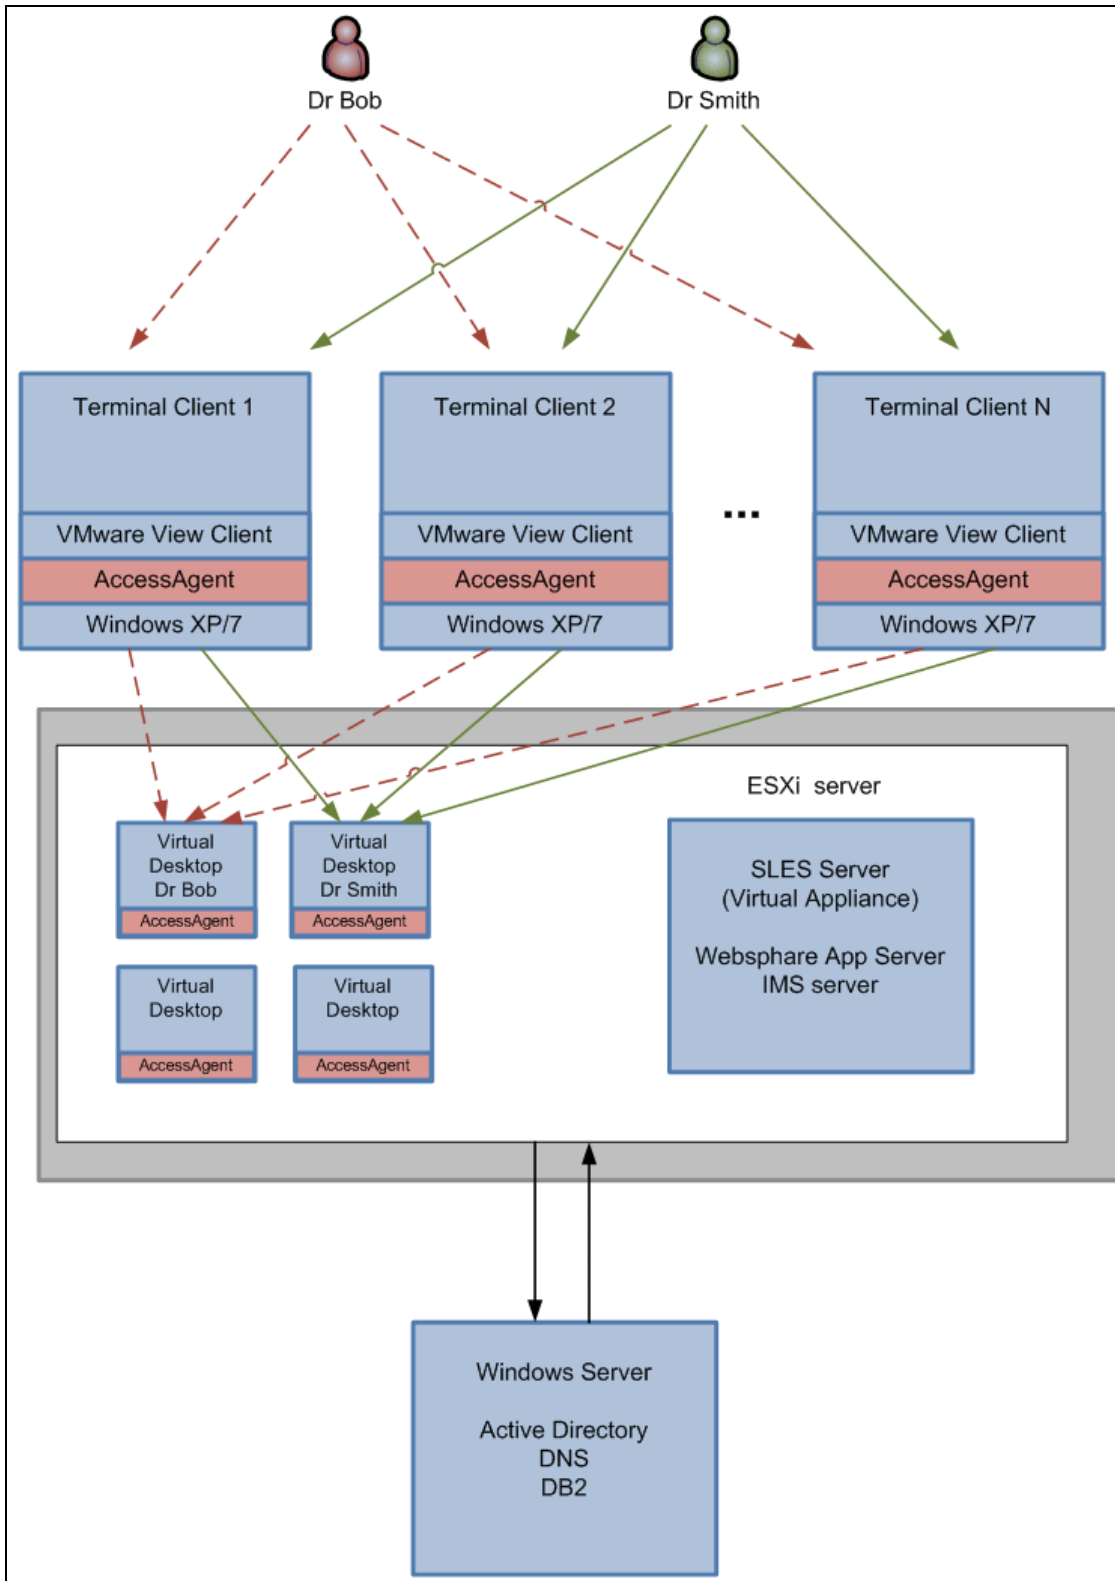 Dr Bob
Dr Smith
Terminal Client 1
Terminal Client 2
Terminal Client N
...
VMware View Client
VMware View Client
VMware View Client
AccessAgent
AccessAgent
AccessAgent
Windows XP/7
Windows XP/7
Windows XP/7
ESXi server
Virtual
Desktop
Dr Bob
AccessAgent
Virtual
Desktop
Dr Smith
AccessAgent
Virtual
Desktop
AccessAgent
Virtual
Desktop
AccessAgent
SLES Server
(Virtual Appliance)
Websphare App Server
IMS server
Windows Server
Active Directory
DNS
DB2